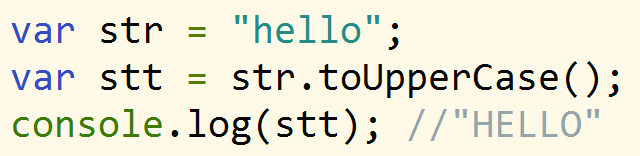 var str = "hello";
var stt = str.toUpperCase();
console.log(stt); //"HELLO"